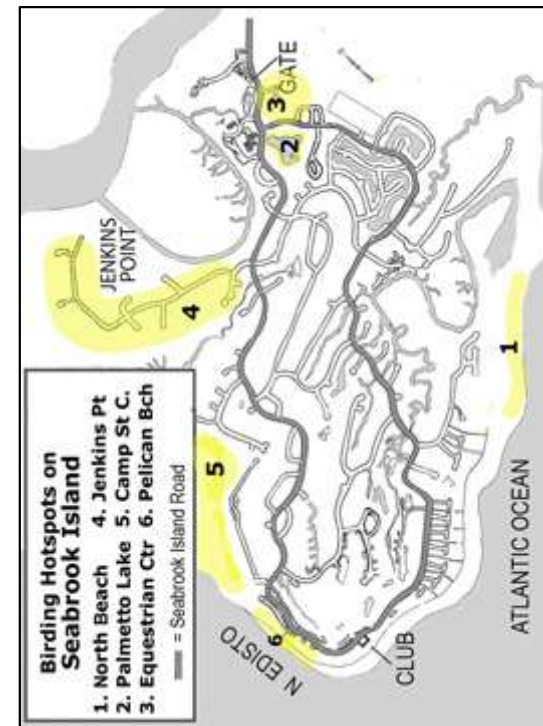 Birding Hotspots on
Seabrook Island
1. North Beach 4. Jenkins Pt
2. Palmetto Lake 5. Camp St C.
3. Equestrian Ctr 6. Pelican Bch
= Seabrook Island Road
JENKINS
POINT
GATE
3
2
4
5
1
6
N EDISTO
CLUB
ATLANTIC OCEAN